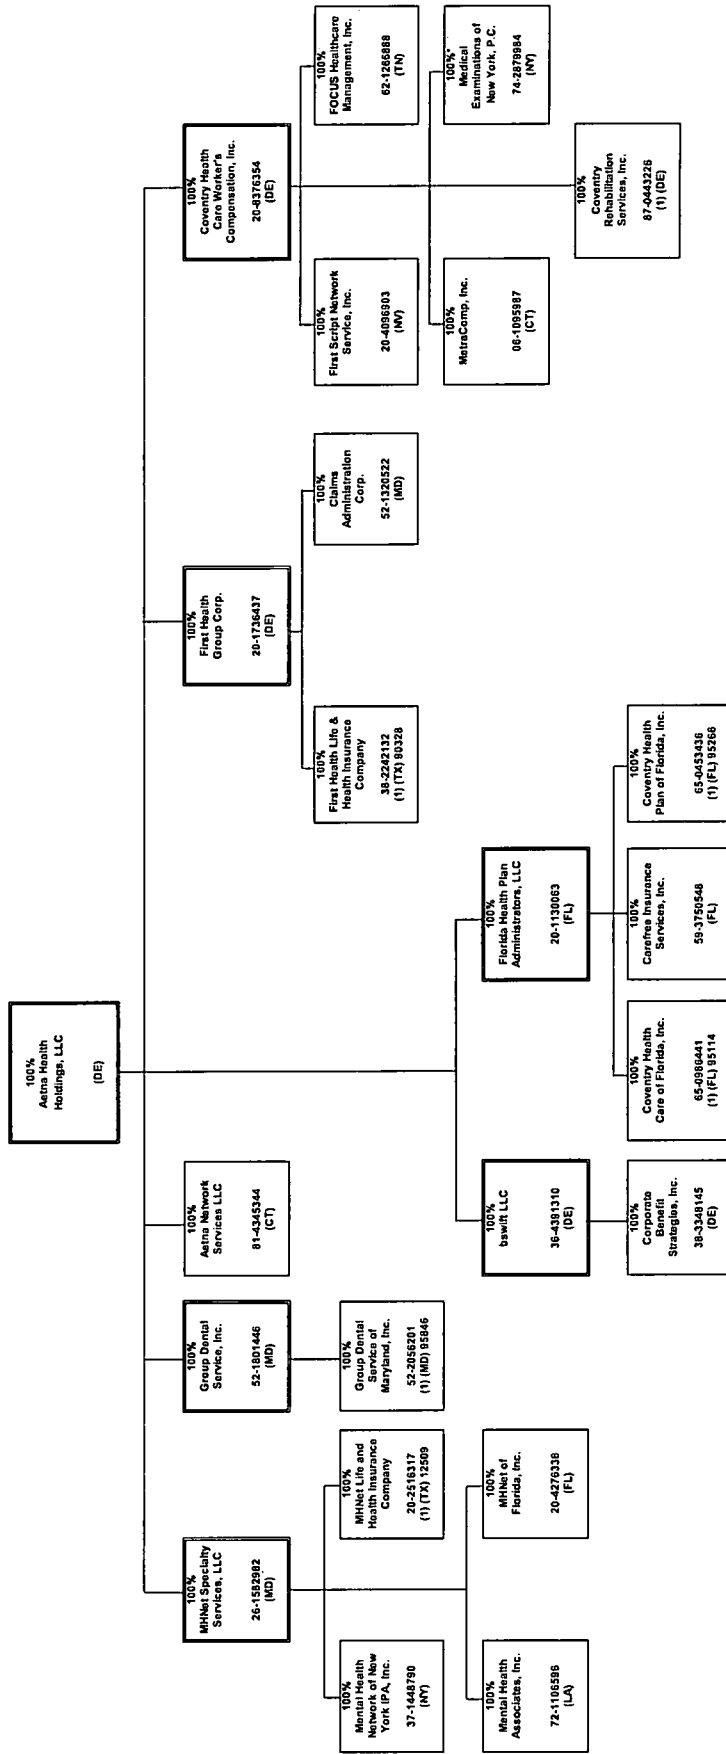 100%
Aetna Health
Holdings, LLC
(DE)
100%
MHNet Specialty
Services, LLC
26-1582982
(MD)
100%
Group Dental
Service, Inc.
52-1801446
(MD)
100%
Aetna Network
Services LLC
81-4345344
(CT)
100%
First Health
Group Corp.
20-1736437
(DE)
100%
Coventry Health
Care Worker's
Compensation, Inc.
20-8376354
(DE)
100%
Mental Health
Network of New
York IPA, Inc.
37-1448790
(NY)
100%
MHNet Life and
Health Insurance
Company
20-2516317
(1) (TX) 12509
100%
Group Dental
Service of
Maryland, Inc.
52-2056201
(1) (MD) 95846
100%
First Health Life &
Health Insurance
Company
38-2242132
(1) (TX) 90328
100%
Claims
Administration
Corp.
52-1320522
(MD)
100%
First Script Network
Service, Inc.
20-4096903
(NV)
100%
FOCUS Healthcare
Management, Inc.
62-1266888
(TN)
100%
Mental Health
Associates, Inc.
72-1106596
(LA)
100%
MHNet of
Florida, Inc.
20-4276336
(FL)
100%
bswift LLC
36-4391310
(DE)
100%
Florida Health Plan
Administrators, LLC
20-1130063
(FL)
100%
MetraComp, Inc.
06-1095987
(CT)
100%*
Medical
Examinations of
New York, P.C.
74-2879984
(NY)
100%
Corporate
Benefit
Strategies, Inc.
38-3348145
(DE)
100%
Coventry Health
Care of Florida, Inc.
65-0986441
(1) (FL) 95114
100%
Carefree Insurance
Services, Inc.
59-3750548
(FL)
100%
Coventry Health
Plan of Florida, Inc.
65-0453436
(1) (FL) 95266
100%
Coventry
Rehabilitation
Services, Inc.
87-0443226
(1) (DE)